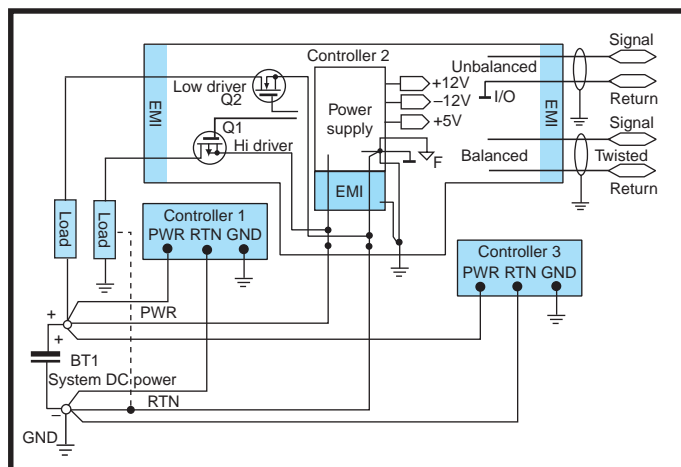 Controller 2
Signal
Unbalanced
EMI
Low driver
Q2
Q1
Hi driver
Power
supply
+12V
–12V
+5V
I/O
EMI
Return
Signal
F
Balanced
Twisted
Return
EMI
Load
Load
Controller 1
PWR RTN GND
Controller 3
PWR RTN GND
+
+
PWR
BT1
System DC power
–
RTN
GND